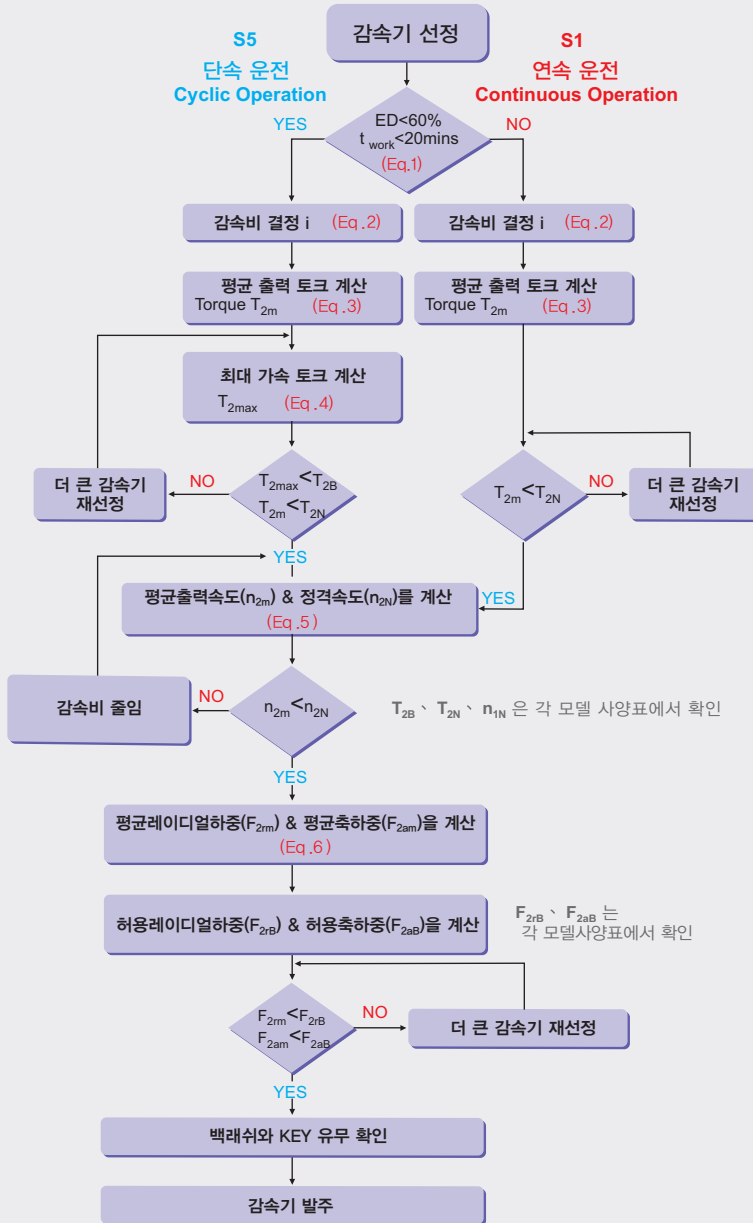 감속기 선정
S5
단속 운전
Cyclic Operation
S1
연속 운전
Continuous Operation
ED<60%
t work<20mins
(Eq.1)
YES
NO
감속비 결정 i (Eq.2)
감속비 결정 i (Eq.2)
평균 출력 토크 계산
Torque T2m (Eq.3)
평균 출력 토크 계산
Torque T2m (Eq.3)
최대 가속 토크 계산
T2max (Eq.4)
T2max<T2B
T2m<T2N
NO
더 큰 감속기
재선정
T2m<T2N
NO
더 큰 감속기
재선정
YES
YES
평균출력속도(n2m) & 정격속도(n2N)를 계산
(Eq.5)
n2m<n2N
NO
감속비 줄임
T2B、 T2N、 n1N 은 각 모델 사양표에서 확인
YES
평균레이디얼하중(F2rm) & 평균축하중(F2am)을 계산
(Eq.6)
허용레이디얼하중(F2rB) & 허용축하중(F2aB)을 계산
F2rB、 F2aB 는
각 모델사양표에서 확인
F2rm<F2rB
F2am<F2aB
NO
더 큰 감속기 재선정
YES
백래쉬와 KEY 유무 확인
감속기 발주